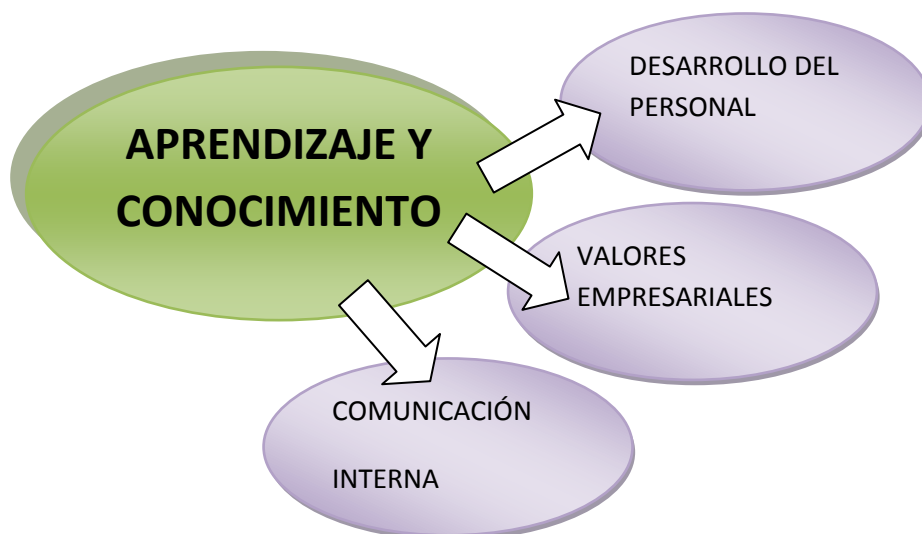 APRENDIZAJE Y
CONOCIMIENTO
DESARROLLO DEL
PERSONAL
VALORES
EMPRESARIALES
COMUNICACIÓN
INTERNA